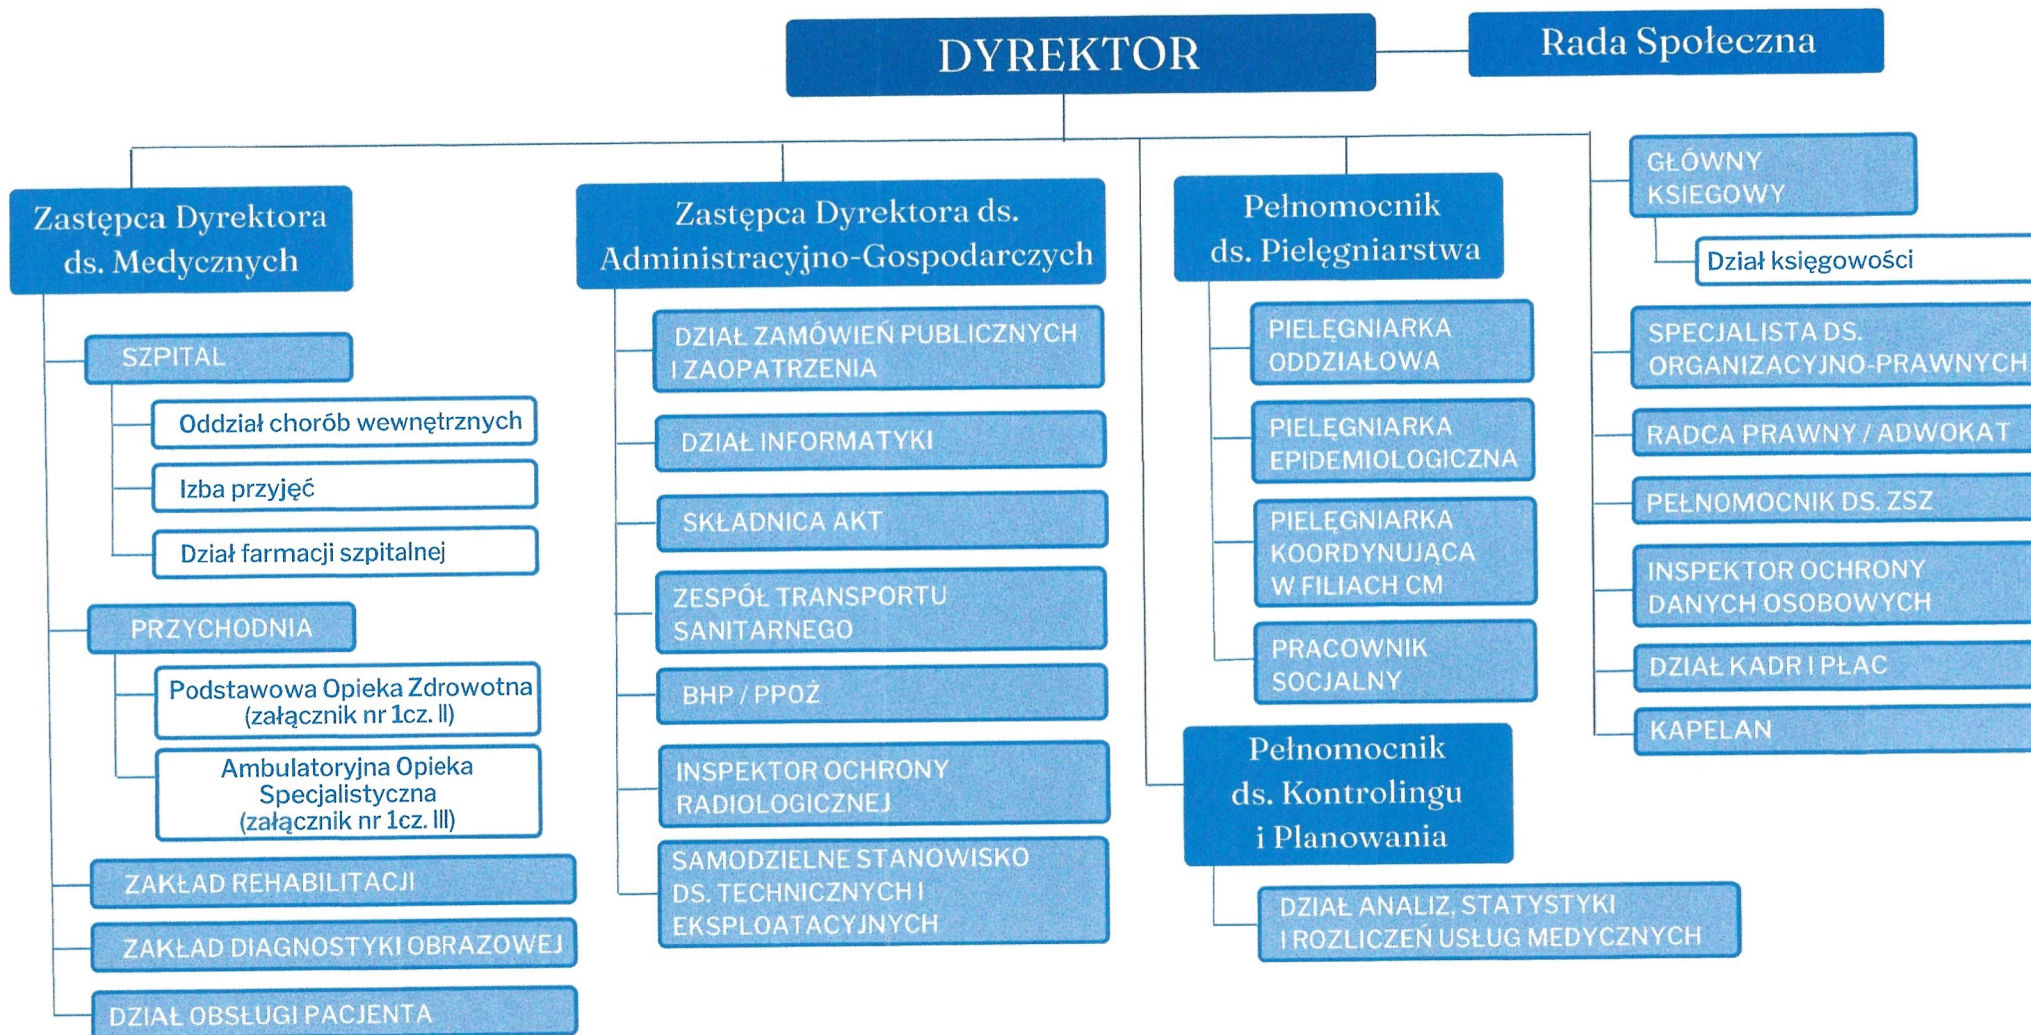 DYREKTOR
Rada Społeczna
Zastępca Dyrektora
ds. Medycznych
SZPITAL
Oddział chorób wewnętrznych
Izba przyjęć
Dział farmacji szpitalnej
PRZYCHODNIA
Podstawowa Opieka Zdrowotna
(załącznik nr 1cz. II)
Ambulatoryjna Opieka
Specjalistyczna
(załącznik nr 1cz. III)
ZAKŁAD REHABILITACJI
ZAKŁAD DIAGNOSTYKI OBRAZOWEJ
DZIAŁ OBSŁUGI PACJENTA
Zastępca Dyrektora ds.
Administracyjno-Gospodarczych
DZIAŁ ZAMÓWIEŃ PUBLICZNYCH
I ZAOPATRZENIA
DZIAŁ INFORMATYKI
SKŁADNICA AKT
ZESPÓŁ TRANSPORTU
SANITARNEGO
BHP / PPOŻ
INSPEKTOR OCHRONY
RADIOLOGICZNEJ
SAMODZIELNE STANOWISKO
DS. TECHNICZNYCH I
EKSPLOATACYJNYCH
Pełnomocnik
ds. Pielęgniarstwa
PIELĘGNIARKA
ODDZIAŁOWA
PIELĘGNIARKA
EPIDEMIOLOGICZNA
PIELĘGNIARKA
KOORDYNUJĄCA
W FILIACH CM
PRACOWNIK
SOCJALNY
Pełnomocnik
ds. Kontrolingu
i Planowania
DZIAŁ ANALIZ, STATYSTYKI
I ROZLICZEŃ USŁUG MEDYCZNYCH
GŁÓWNY
KSIEGOWY
Dział księgowości
SPECJALISTA DS.
ORGANIZACYJNO-PRAWNYCH
RADCA PRAWNY / ADWOKAT
PEŁNOMOCNIK DS. ZSZ
INSPEKTOR OCHRONY
DANYCH OSOBOWYCH
DZIAŁ KADR I PŁAC
KAPELAN